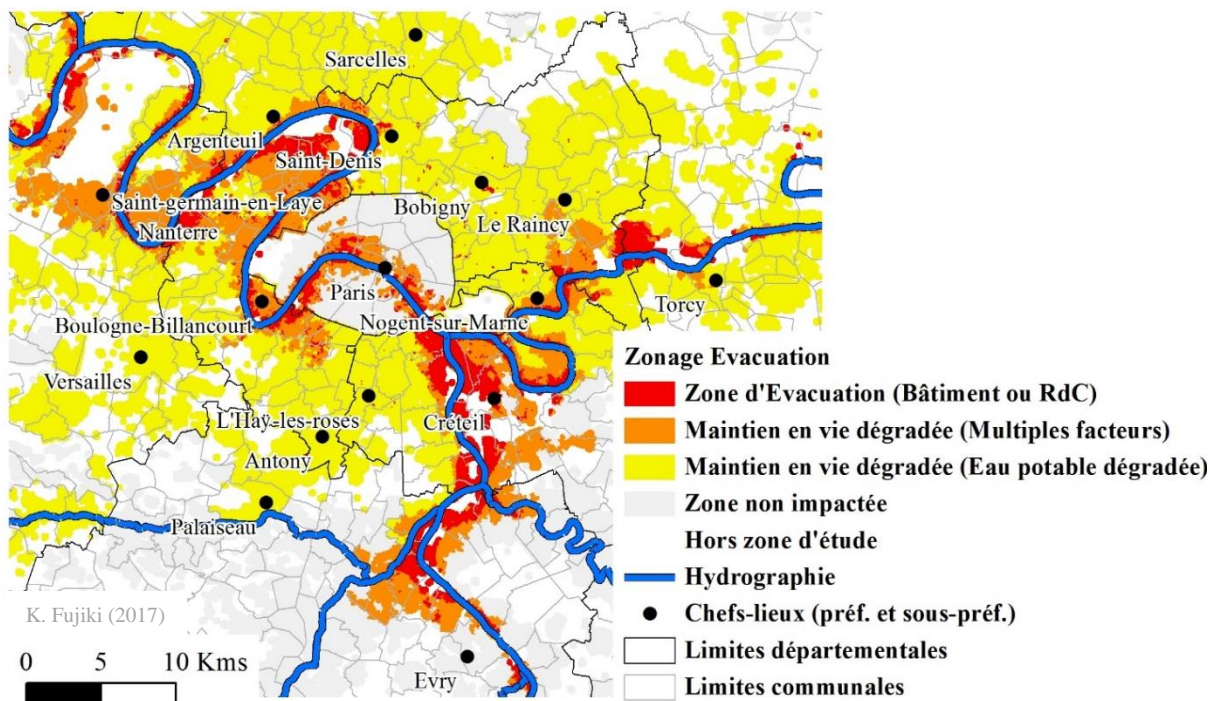 Sarcelles
Argenteuil
Saint-Denis
Saint-germain-en-Laye
Bobigny
Nanterre
Le Raincy
Paris
Torcy
Boulogne-Billancourt
Nogent-sur-Marne
Versailles
L'Haÿ-les-roses
Créteil
Antony
Palaiseau
Evry
K. Fujiki (2017)
0 5 10 Kms
Zonage Evacuation
Zone d'Evacuation (Bâtiment ou RdC)
Maintien en vie dégradée (Multiples facteurs)
Maintien en vie dégradée (Eau potable dégradée)
Zone non impactée
Hors zone d'étude
Hydrographie
Chefs-lieux (préf. et sous-préf.)
Limites départementales
Limites communales